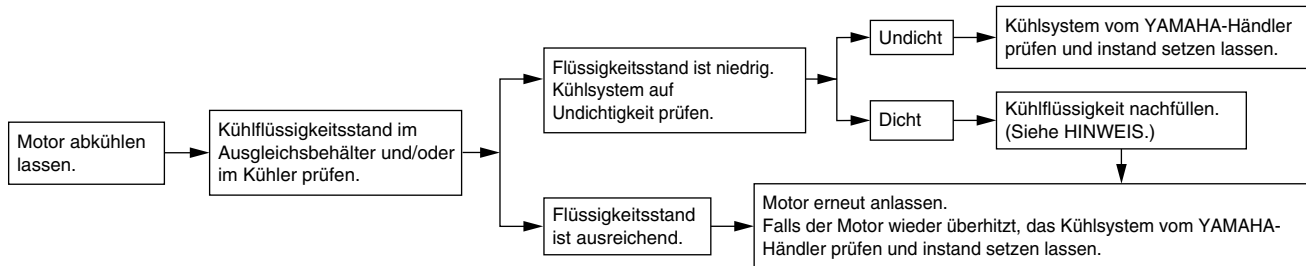 Motor abkühlen
lassen.
Kühlflüssigkeitsstand im
Ausgleichsbehälter und/oder
im Kühler prüfen.
Flüssigkeitsstand ist niedrig.
Kühlsystem auf
Undichtigkeit prüfen.
Undicht
Kühlsystem vom YAMAHA-Händler
prüfen und instand setzen lassen.
Dicht
Kühlflüssigkeit nachfüllen.
(Siehe HINWEIS.)
Flüssigkeitsstand
ist ausreichend.
Motor erneut anlassen.
Falls der Motor wieder überhitzt, das Kühlsystem vom YAMAHA-
Händler prüfen und instand setzen lassen.